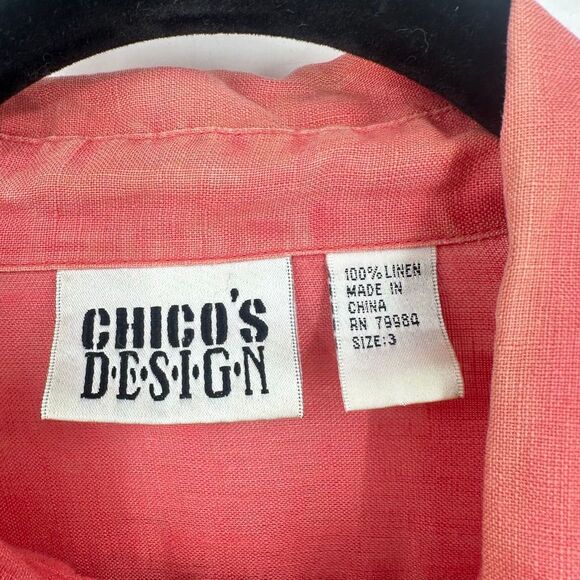 CHICO'S
D•E•S•I•G•N
100% LINEN
MADE IN
CHINA
RN 79984
SIZE:3